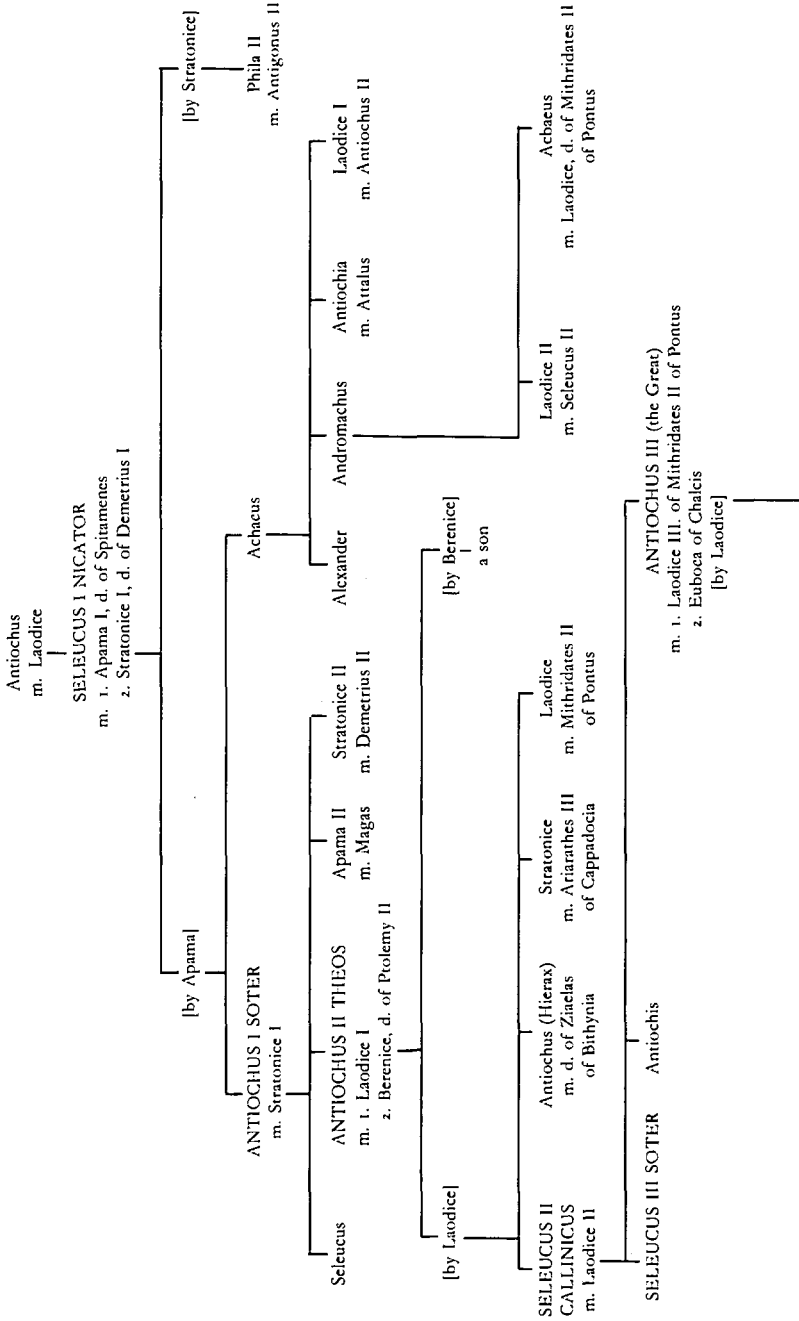 Antiochus
m. Laodice
SELEUCUS I NICATOR
m. 1. Apama I, d. of Spitamenes
2. Stratonice I, d. of Demetrius I
[by Apama]
[by Stratonice]
ANTIOCHUS I SOTER
m. Stratonice I
Achaeus
Phila II
m. Antigonus II
Seleucus
ANTIOCHUS II THEOS
m. 1. Laodice I
2. Berenice, d. of Ptolemy II
Apama II
m. Magas
Stratonice II
m. Demetrius II
Alexander
Andromachus
Antiochia
m. Attalus
Laodice I
m. Antiochus II
[by Laodice]
[by Berenice]
a son
SELEUCUS II
CALLINICUS
m. Laodice II
Antiochus (Hierax)
m. d. of Ziaelas
of Bithynia
Stratonice
m. Ariarathes III
of Cappadocia
Laodice
m. Mithridates II
of Pontus
Laodice II
m. Seleucus II
Achaeus
m. Laodice, d. of Mithridates II
of Pontus
SELEUCUS III SOTER
Antiochis
ANTIOCHUS III (the Great)
m. 1. Laodice III. of Mithridates II of Pontus
2. Euboca of Chalcis
[by Laodice]